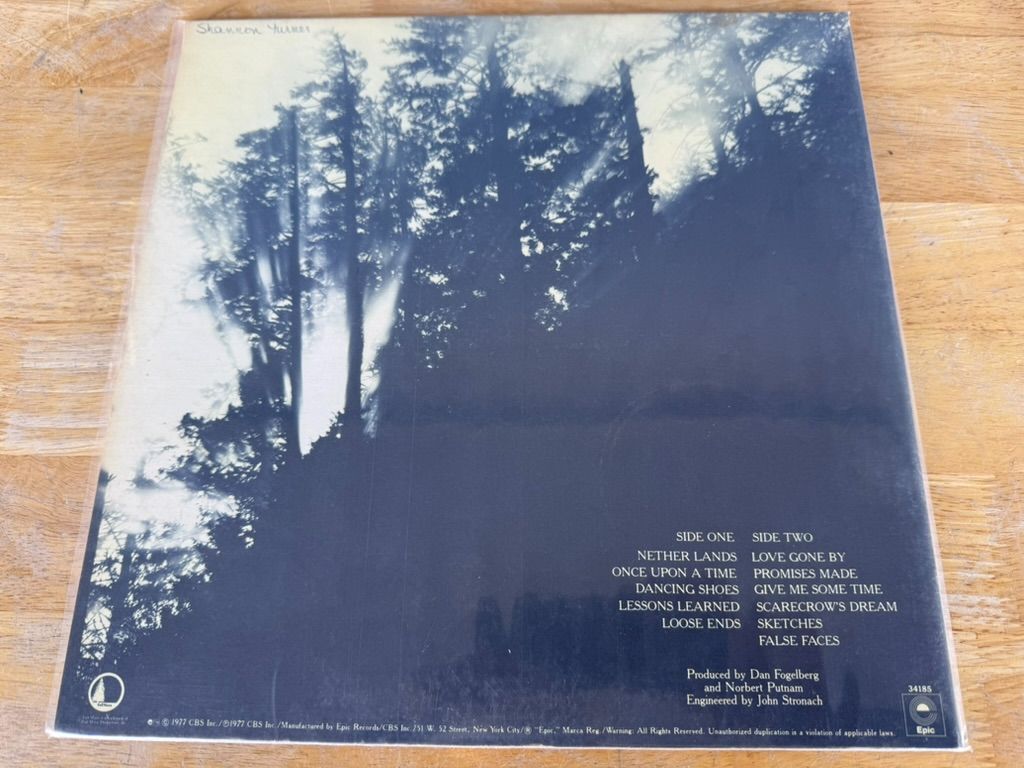 Shannon Turner
SIDE ONE
NETHER LANDS
ONCE UPON A TIME
DANCING SHOES
LESSONS LEARNED
LOOSE ENDS
SIDE TWO
LOVE GONE BY
PROMISES MADE
GIVE ME SOME TIME
SCARECROW'S DREAM
SKETCHES
FALSE FACES
Produced by Dan Fogelberg
and Norbert Putnam
Engineered by John Stronach
34185
Epic
Full Moon
© 1977 CBS Inc./℗1977 CBS Inc./Manufactured by Epic Records/CBS Inc./51 W. 52 Street, New York City/® "Epic," Marca Reg./Warning: All Rights Reserved. Unauthorized duplication is a violation of applicable laws.